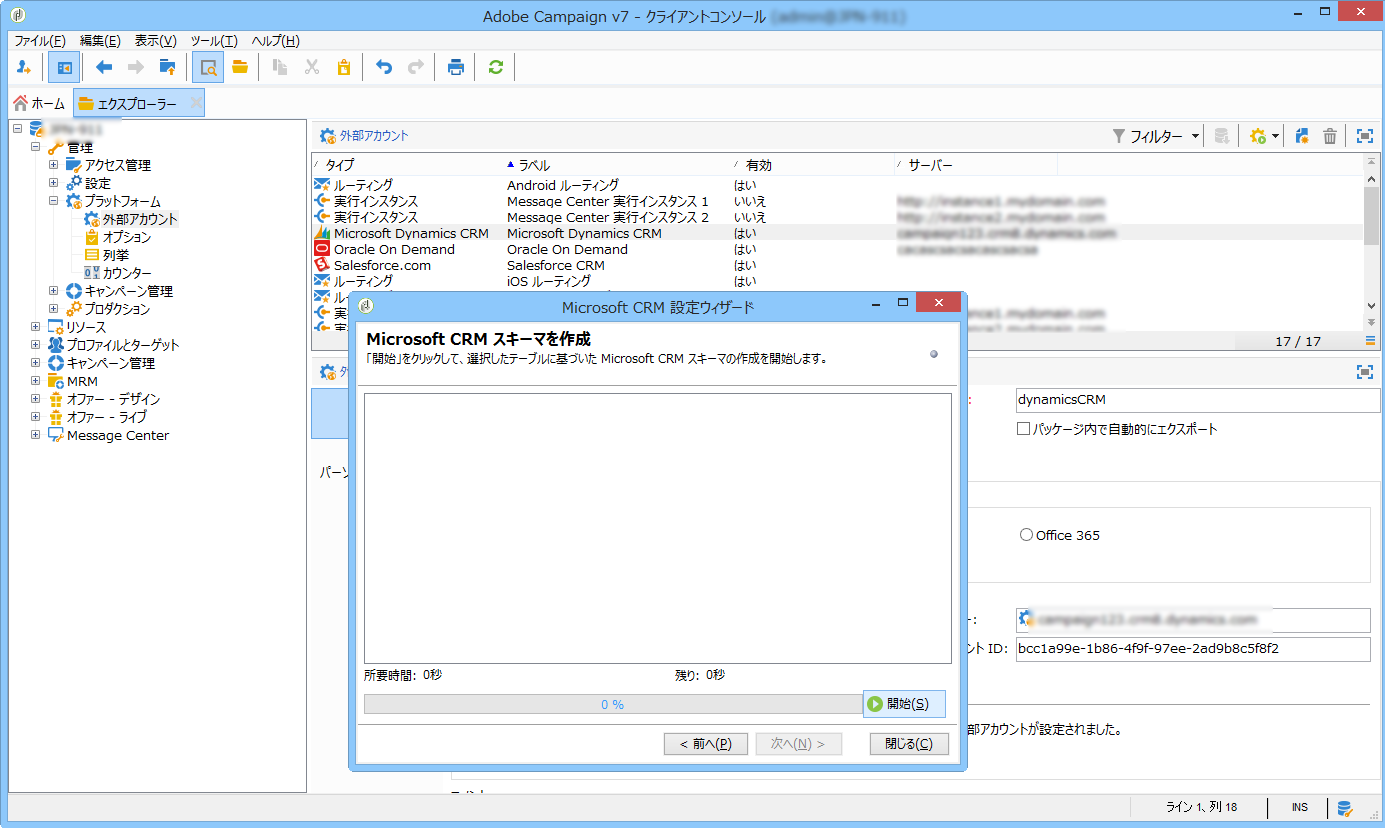 Adobe Campaign v7 - クライアントコンソール
ファイル(F) 編集(E) 表示(V) ツール(T) ヘルプ(H)
ホーム エクスプローラー
管理
アクセス管理
設定
プラットフォーム
外部アカウント
オプション
列挙
カウンター
キャンペーン管理
プロダクション
リソース
プロファイルとターゲット
キャンペーン管理
MRM
オファー - デザイン
オファー - ライブ
Message Center
外部アカウント フィルター
タイプ ラベル 有効 サーバー
ルーティング Android ルーティング はい
実行インスタンス Message Center 実行インスタンス 1 いいえ
実行インスタンス Message Center 実行インスタンス 2 いいえ
Microsoft Dynamics CRM Microsoft Dynamics CRM はい
Oracle On Demand Oracle On Demand はい
Salesforce.com Salesforce CRM はい
ルーティング iOS ルーティング はい
17 / 17
dynamicsCRM
パッケージ内で自動的にエクスポート
Office 365
ント ID: bcc1a99e-1b86-4f9f-97ee-2ad9b8c5f8f2
部アカウントが設定されました。
Microsoft CRM 設定ウィザード
Microsoft CRM スキーマを作成
「開始」をクリックして、選択したテーブルに基づいた Microsoft CRM スキーマの作成を開始します。
所要時間: 0秒 残り: 0秒
0 % 開始(S)
< 前へ(P) 次へ(N) > 閉じる(C)
ライン 1、列 18 INS